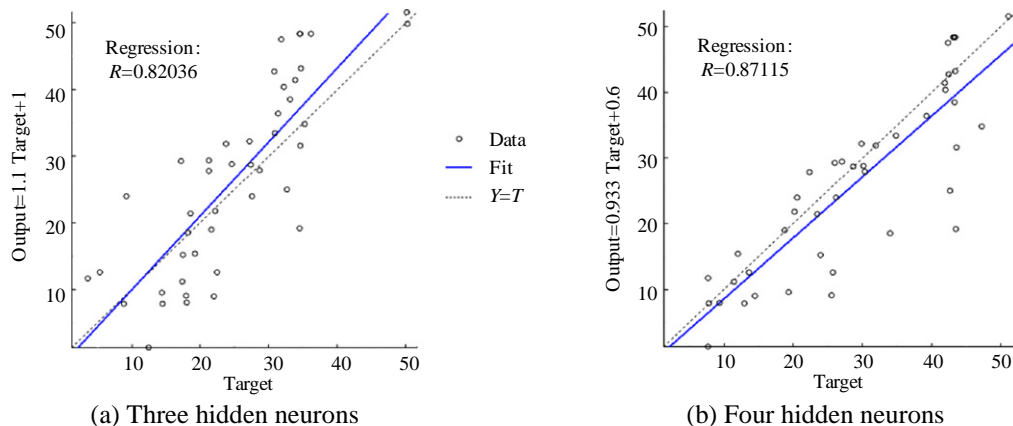 Output=1.1 Target+1
50
40
30
20
10
Regression:
R=0.82036
10
20
30
40
50
Target
(a) Three hidden neurons
Data
Fit
Y=T
Output=0.933 Target+0.6
50
40
30
20
10
Regression:
R=0.87115
10
20
30
40
50
Target
(b) Four hidden neurons